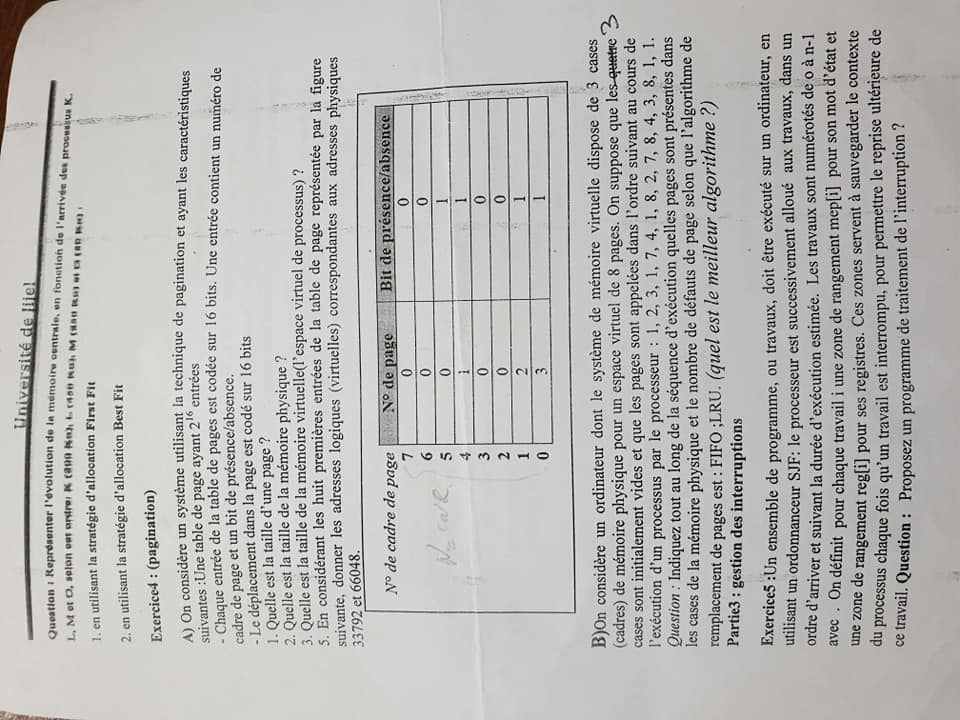 Université de Jijel
Question : Représenter l'évolution de la mémoire centrale, en fonction de l'arrivée des processus K,
L, M et O, selon cet ordre: K (200 Ko), L (450 Ko), M (250 Ko) et O (80 Ko) :
1. en utilisant la stratégie d'allocation First Fit
2. en utilisant la stratégie d'allocation Best Fit
Exercice4 : (pagination)
A) On considère un système utilisant la technique de pagination et ayant les caractéristiques
suivantes :Une table de page ayant 2^16 entrées
- Chaque entrée de la table de pages est codée sur 16 bits. Une entrée contient un numéro de
cadre de page et un bit de présence/absence.
- Le déplacement dans la page est codé sur 16 bits
1. Quelle est la taille d'une page ?
2. Quelle est la taille de la mémoire physique ?
3. Quelle est la taille de la mémoire virtuelle(l'espace virtuel de processus) ?
5. En considérant les huit premières entrées de la table de page représentée par la figure
suivante, donner les adresses logiques (virtuelles) correspondantes aux adresses physiques
33792 et 66048.
N° de cadre de page N° de page Bit de présence/absence
7 0 0
6 0 0
5 0 1
4 1 1
3 0 0
2 0 0
1 2 1
0 3 1
B)On considère un ordinateur dont le système de mémoire virtuelle dispose de 3 cases
(cadres) de mémoire physique pour un espace virtuel de 8 pages. On suppose que les quatre 3
cases sont initialement vides et que les pages sont appelées dans l'ordre suivant au cours de
l'exécution d'un processus par le processeur : 1, 2, 3, 1, 7, 4, 1, 8, 2, 7, 8, 4, 3, 8, 1, 1.
Question : Indiquez tout au long de la séquence d'exécution quelles pages sont présentes dans
les cases de la mémoire physique et le nombre de défauts de page selon que l'algorithme de
remplacement de pages est : FIFO ;LRU. (quel est le meilleur algorithme ?)
Partie3 : gestion des interruptions
Exercice5 :Un ensemble de programme, ou travaux, doit être exécuté sur un ordinateur, en
utilisant un ordonnanceur SJF: le processeur est successivement alloué aux travaux, dans un
ordre d'arriver et suivant la durée d'exécution estimée. Les travaux sont numérotés de o à n-1
avec . On définit pour chaque travail i une zone de rangement mep[i] pour son mot d'état et
une zone de rangement reg[i] pour ses registres. Ces zones servent à sauvegarder le contexte
du processus chaque fois qu'un travail est interrompu, pour permettre le reprise ultérieure de
ce travail. Question : Proposez un programme de traitement de l'interruption ?